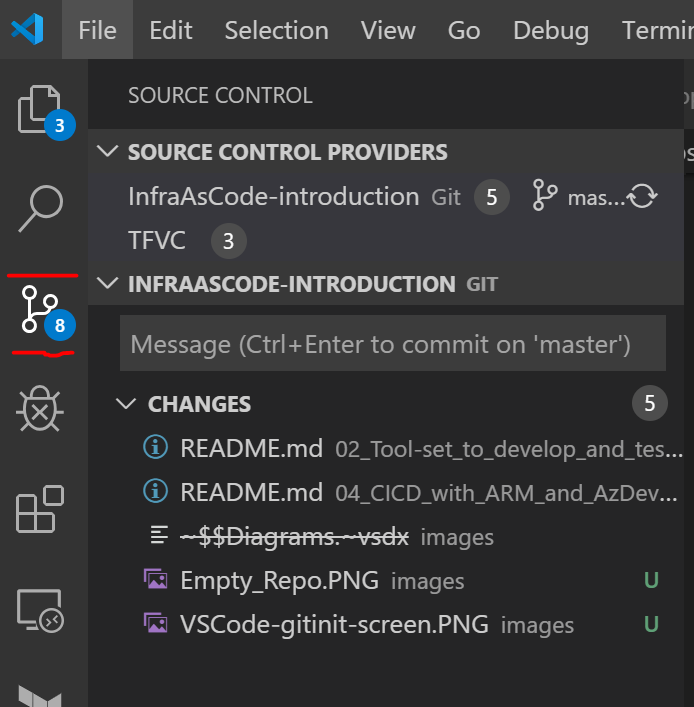 File Edit Selection View Go Debug Termin
SOURCE CONTROL
3
SOURCE CONTROL PROVIDERS
InfraAsCode-introduction Git 5 mas...
TFVC 3
INFRAASCODE-INTRODUCTION GIT
8
Message (Ctrl+Enter to commit on 'master')
CHANGES 5
README.md 02_Tool-set_to_develop_and_tes...
README.md 04_CICD_with_ARM_and_AzDev...
~$$Diagrams.~vsdx images
Empty_Repo.PNG images U
VSCode-gitinit-screen.PNG images U